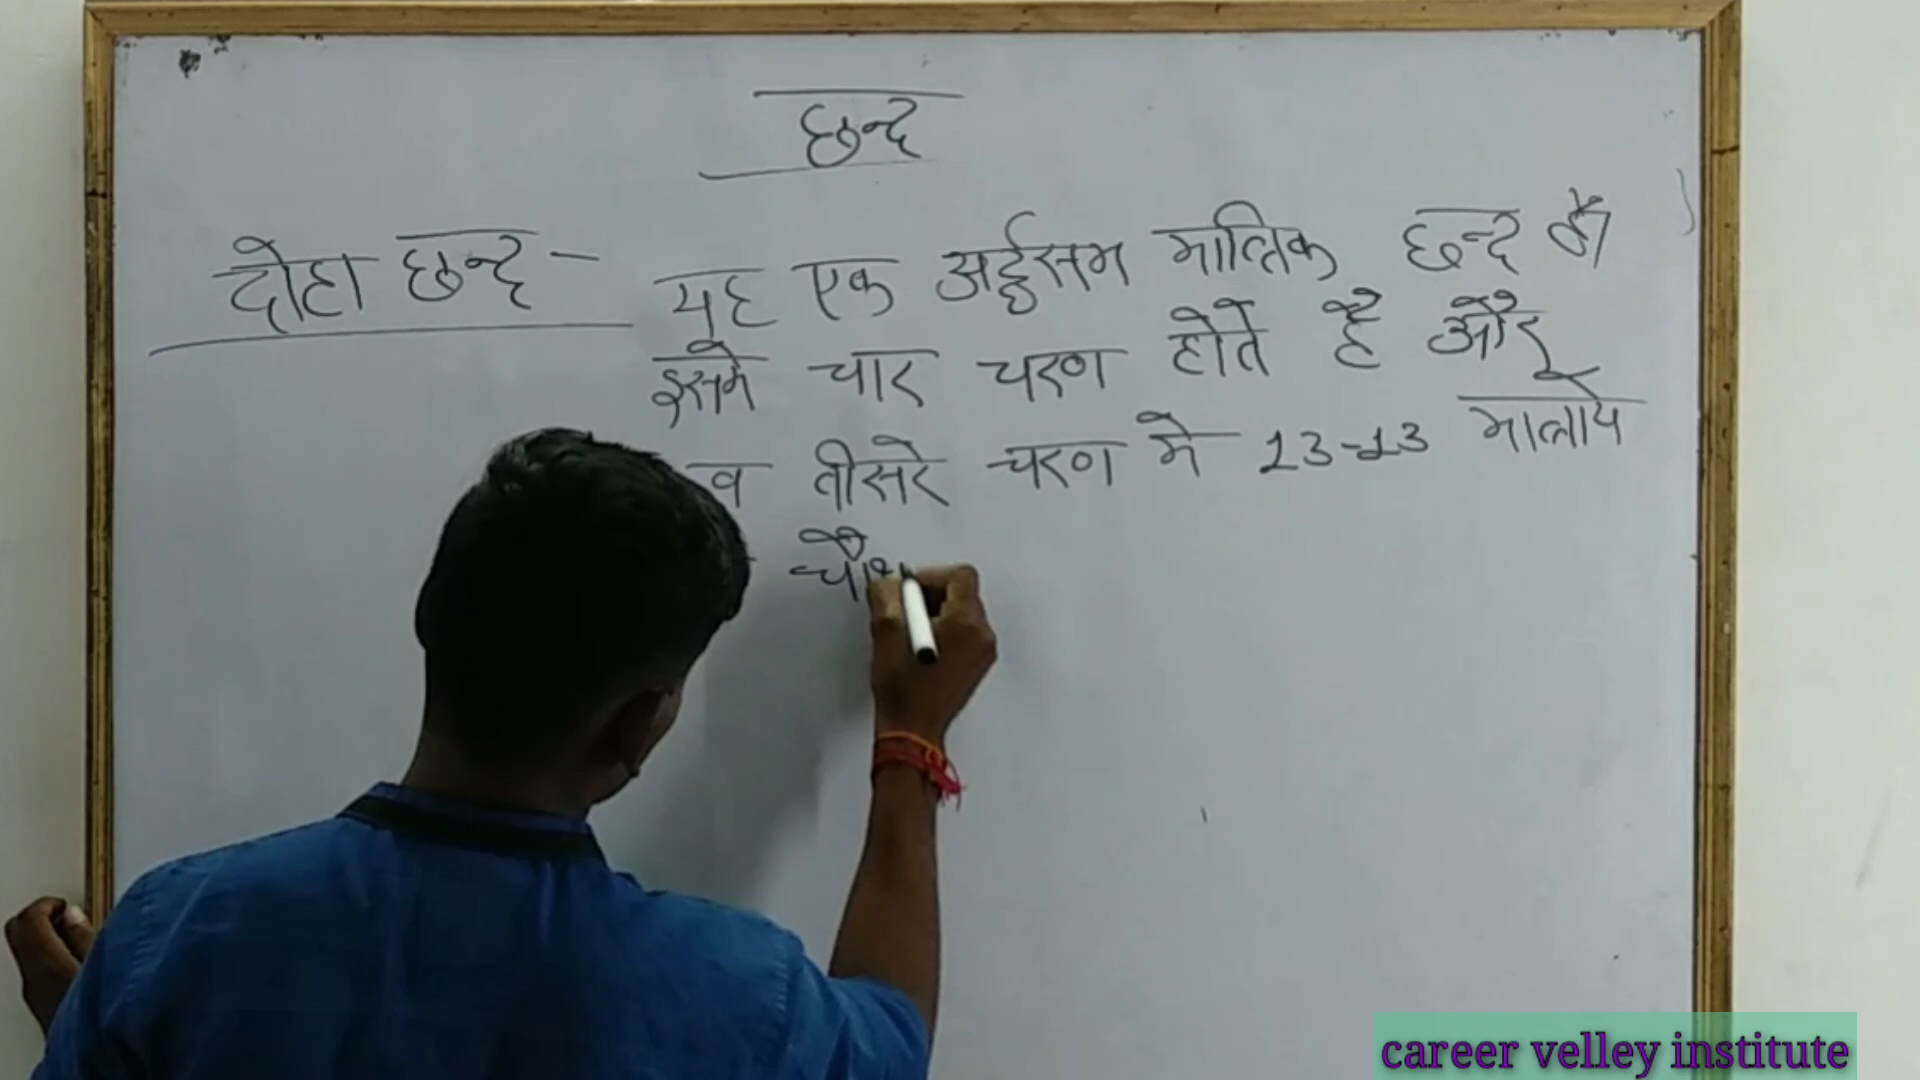 छन्द
दोहा छन्द - यह एक अर्द्धसम मात्रिक छन्द है
इसमे चार चरण होते है और
व तीसरे चरण मे 13-13 मात्राये
चौथ
career velley institute